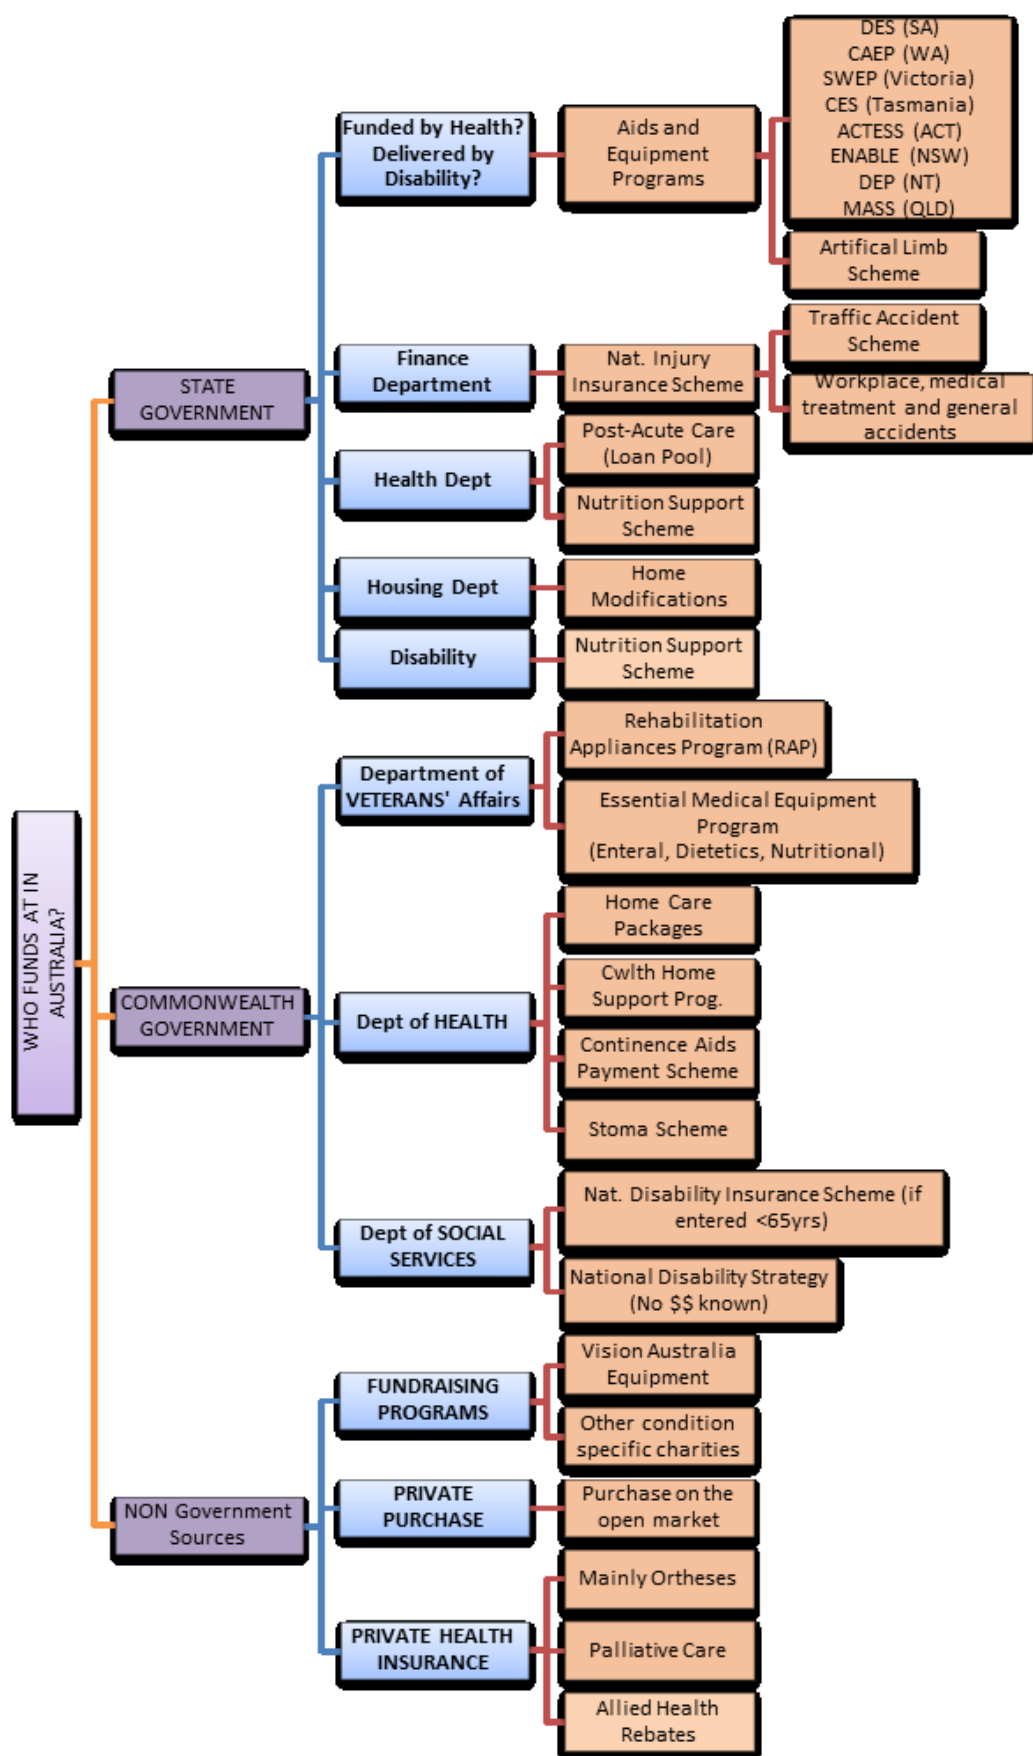 WHO FUNDS AT IN
AUSTRALIA?
STATE
GOVERNMENT
Funded by Health?
Delivered by
Disability?
Aids and
Equipment
Programs
DES (SA)
CAEP (WA)
SWEP (Victoria)
CES (Tasmania)
ACTESS (ACT)
ENABLE (NSW)
DEP (NT)
MASS (QLD)
Artifical Limb
Scheme
Finance
Department
Nat. Injury
Insurance Scheme
Traffic Accident
Scheme
Workplace, medical
treatment and general
accidents
Health Dept
Post-Acute Care
(Loan Pool)
Nutrition Support
Scheme
Housing Dept
Home
Modifications
Disability
Nutrition Support
Scheme
COMMONWEALTH
GOVERNMENT
Department of
VETERANS' Affairs
Rehabilitation
Appliances Program (RAP)
Essential Medical Equipment
Program
(Enteral, Dietetics, Nutritional)
Dept of HEALTH
Home Care
Packages
Cwlth Home
Support Prog.
Continence Aids
Payment Scheme
Stoma Scheme
Dept of SOCIAL
SERVICES
Nat. Disability Insurance Scheme (if
entered <65yrs)
National Disability Strategy
(No $$ known)
NON Government
Sources
FUNDRAISING
PROGRAMS
Vision Australia
Equipment
Other condition
specific charities
PRIVATE
PURCHASE
Purchase on the
open market
PRIVATE HEALTH
INSURANCE
Mainly Ortheses
Palliative Care
Allied Health
Rebates